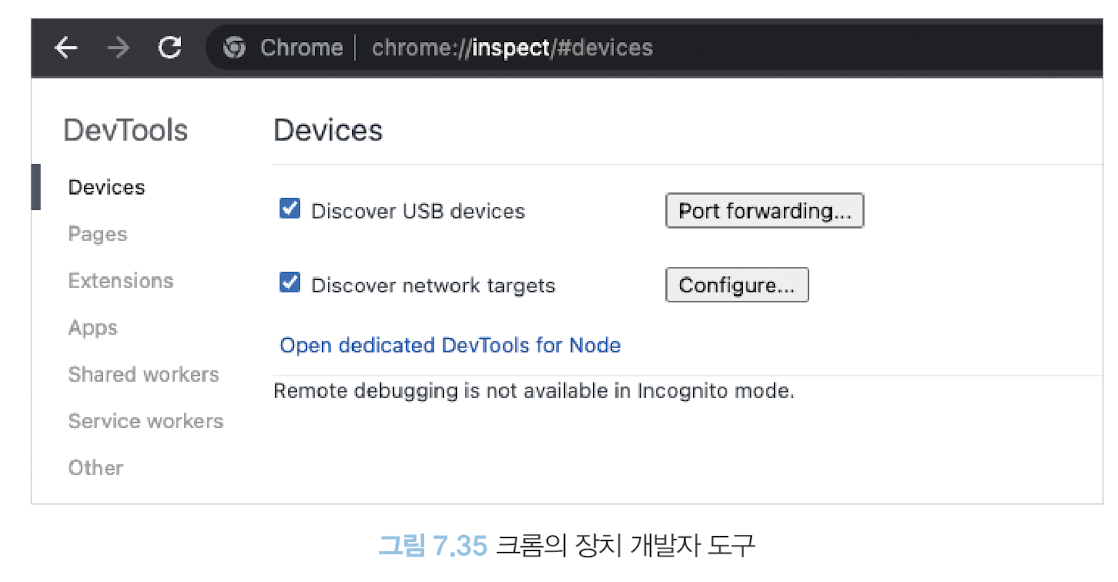 Chrome | chrome://inspect/#devices
DevTools
Devices
Pages
Extensions
Apps
Shared workers
Service workers
Other
Devices
Discover USB devices
Port forwarding...
Discover network targets
Configure...
Open dedicated DevTools for Node
Remote debugging is not available in Incognito mode.
그림 7.35 크롬의 장치 개발자 도구